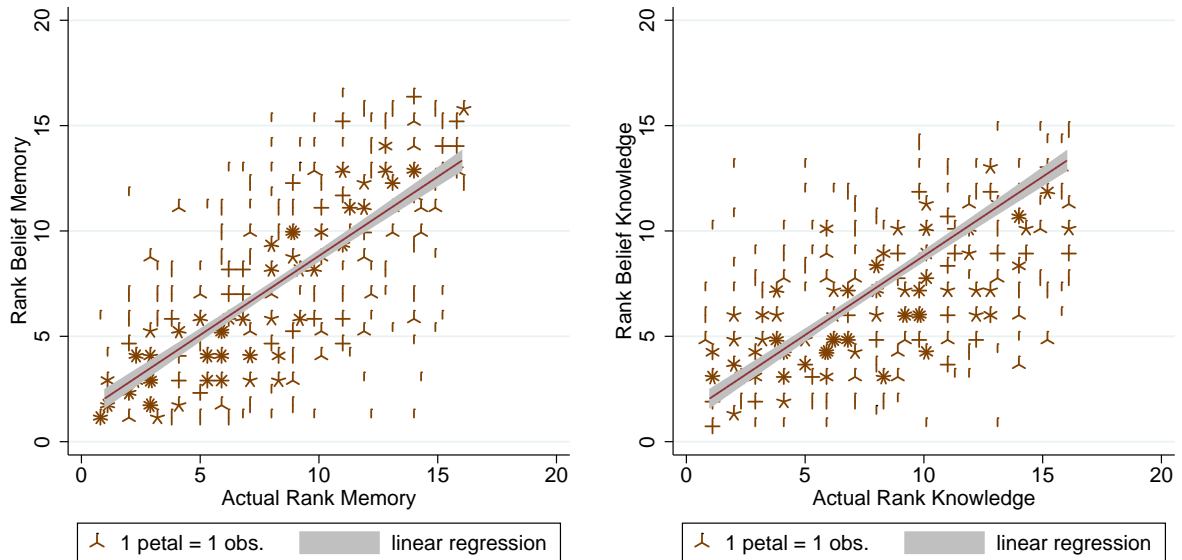 20
15
10
5
0
Rank Belief Memory
0 5 10 15 20
Actual Rank Memory
1 petal = 1 obs. linear regression
20
15
10
5
0
Rank Belief Knowledge
0 5 10 15 20
Actual Rank Knowledge
1 petal = 1 obs. linear regression